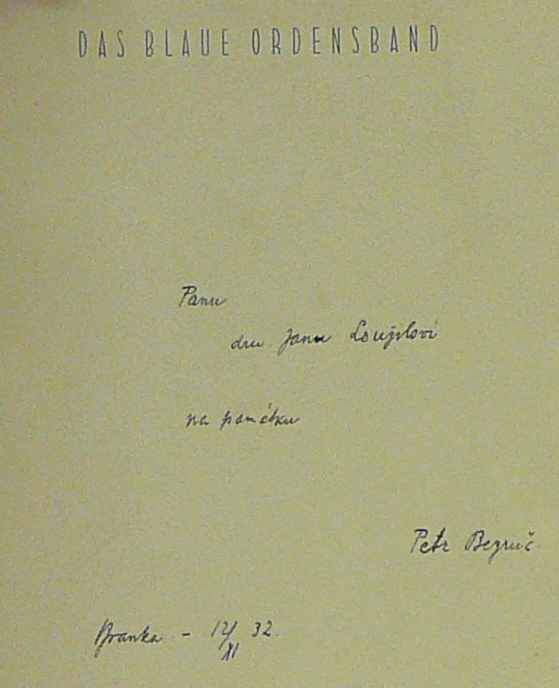 DAS BLAUE ORDENSBAND
Panu
dru Janu Loužilovi
na památku
Petr Bezruč
Branka - 12/XI 32.